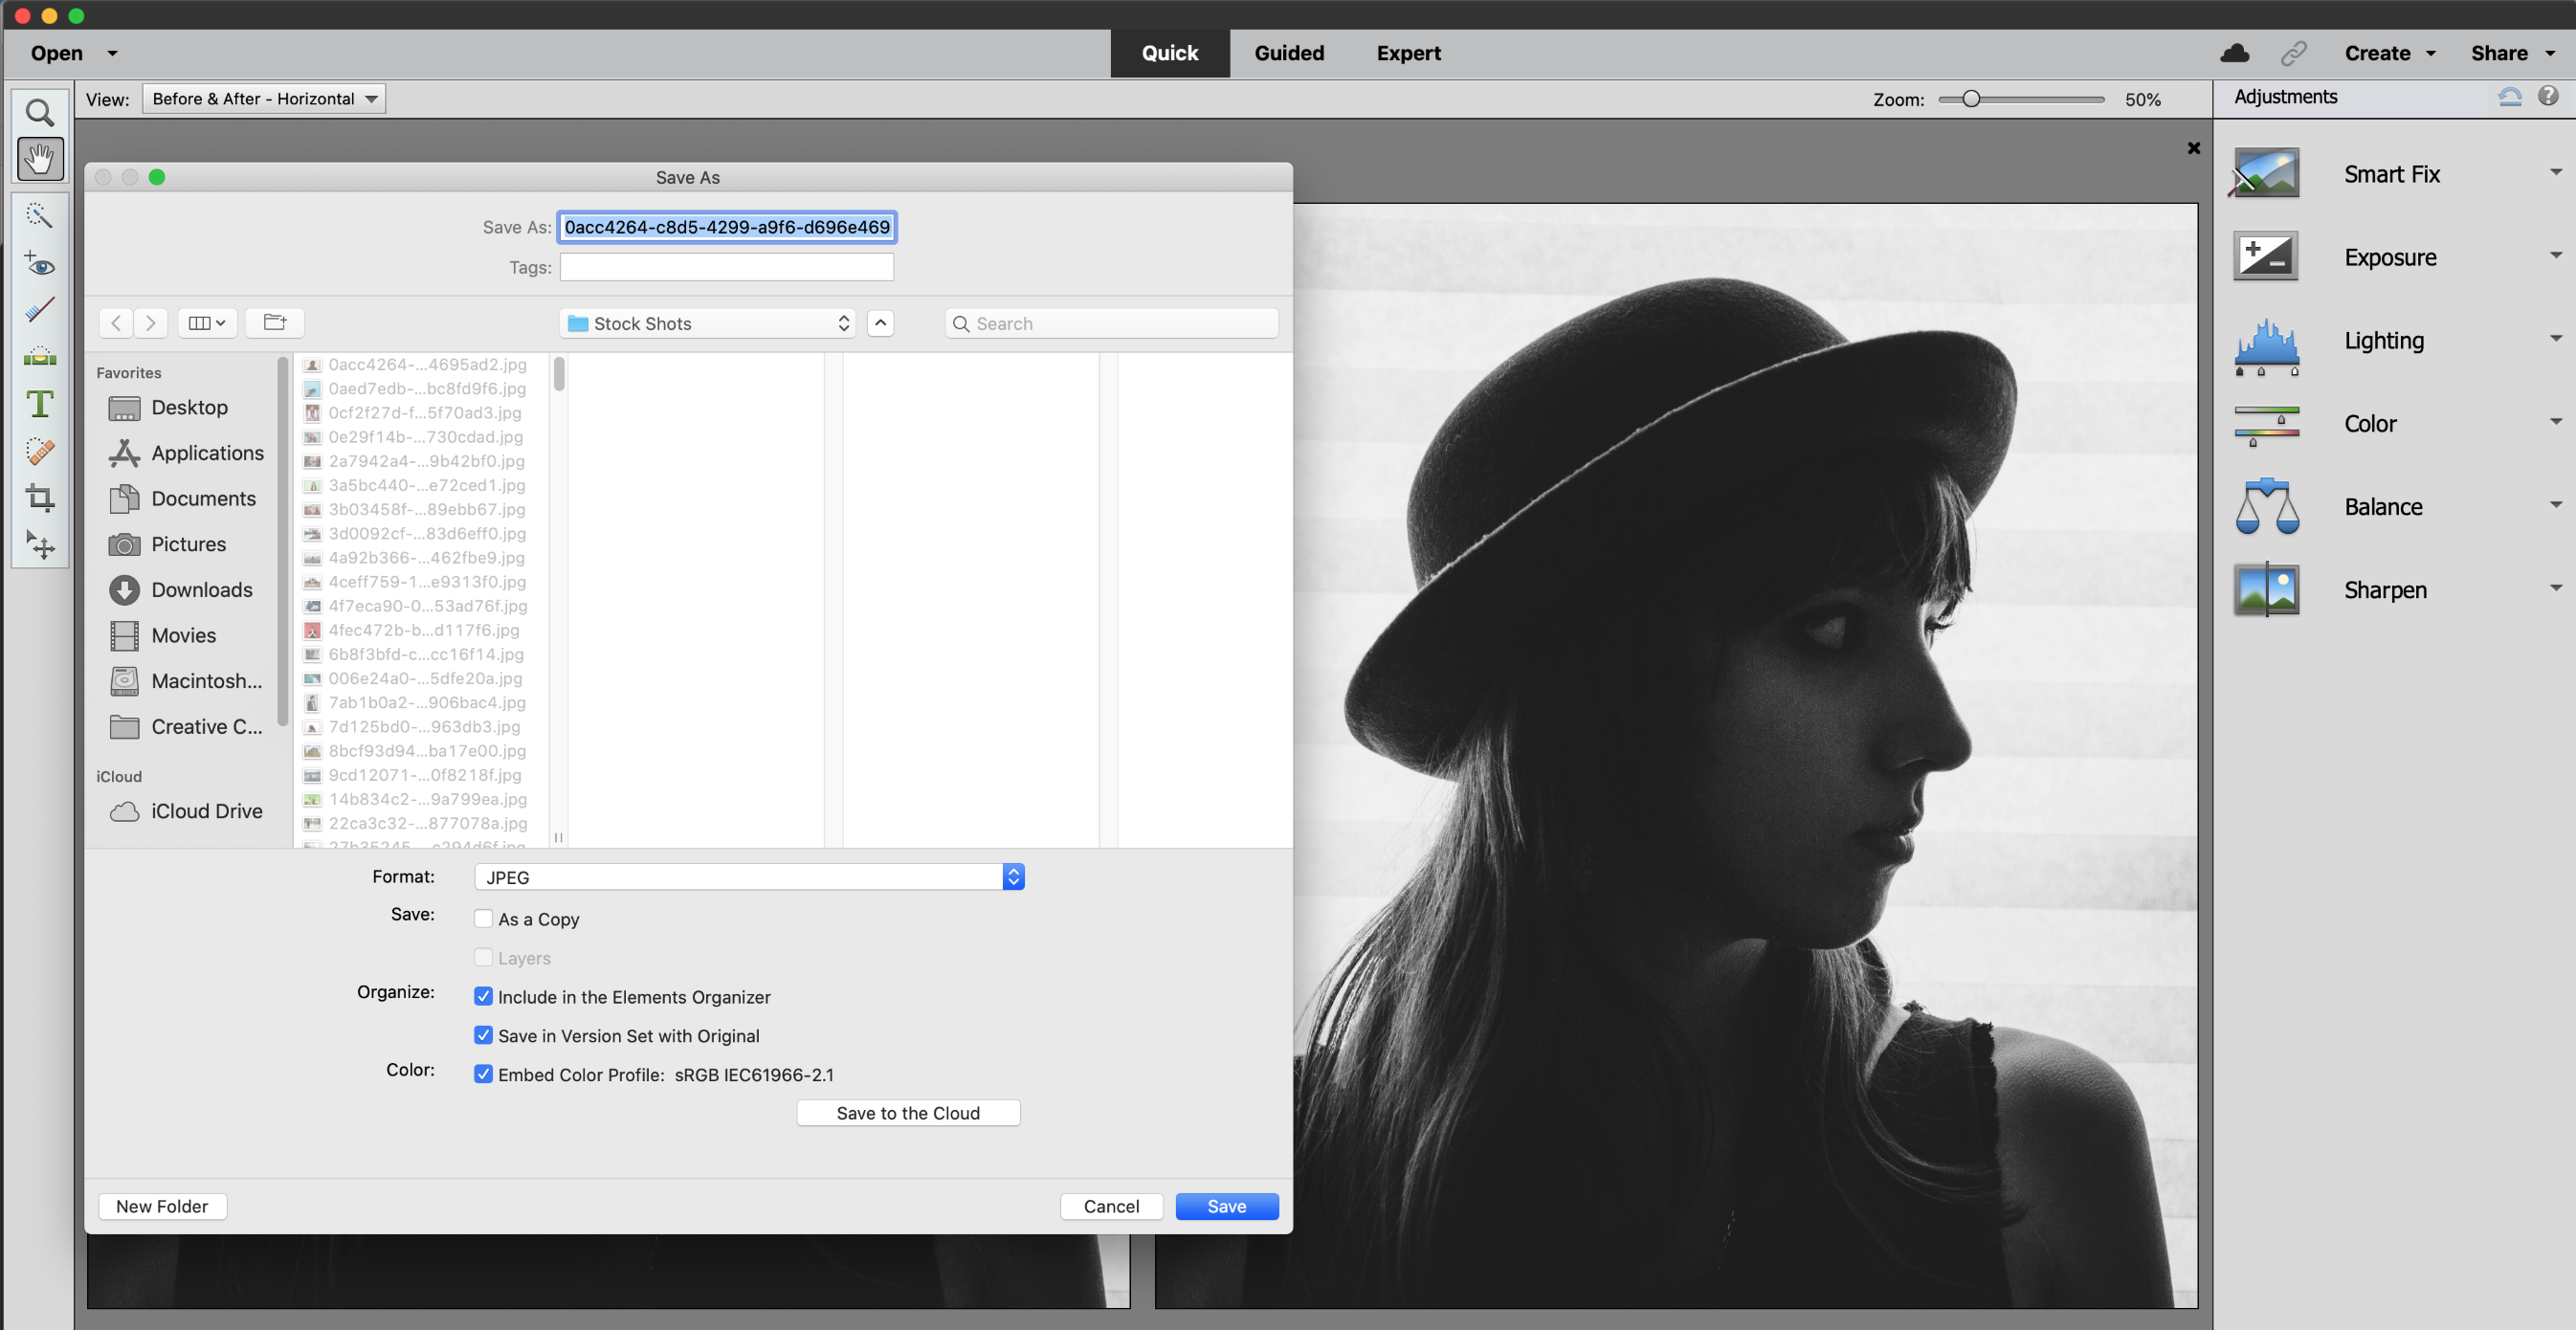 Open
Quick
Guided
Expert
Create
Share
View: Before & After - Horizontal
Zoom: 50%
Adjustments
Smart Fix
Exposure
Lighting
Color
Balance
Sharpen
Save As
Save As: 0acc4264-c8d5-4299-a9f6-d696e469
Tags:
Stock Shots
Search
Favorites
Desktop
Applications
Documents
Pictures
Downloads
Movies
Macintosh...
Creative C...
iCloud
iCloud Drive
0acc4264-...4695ad2.jpg
0aed7edb-...bc8fd9f6.jpg
0cf2f27d-f...5f70ad3.jpg
0e29f14b-...730cdad.jpg
2a7942a4-...9b42bf0.jpg
3a5bc440-...e72ced1.jpg
3b03458f-...89ebb67.jpg
3d0092cf-...83d6eff0.jpg
4a92b366-...462fbe9.jpg
4ceff759-1...e9313f0.jpg
4f7eca90-0...53ad76f.jpg
4fec472b-b...d117f6.jpg
6b8f3bfd-c...cc16f14.jpg
006e24a0-...5dfe20a.jpg
7ab1b0a2-...906bac4.jpg
7d125bd0-...963db3.jpg
8bcf93d94...ba17e00.jpg
9cd12071-...0f8218f.jpg
14b834c2-...9a799ea.jpg
22ca3c32-...877078a.jpg
Format: JPEG
Save: As a Copy
Layers
Organize: Include in the Elements Organizer
Save in Version Set with Original
Color: Embed Color Profile: sRGB IEC61966-2.1
Save to the Cloud
New Folder
Cancel
Save